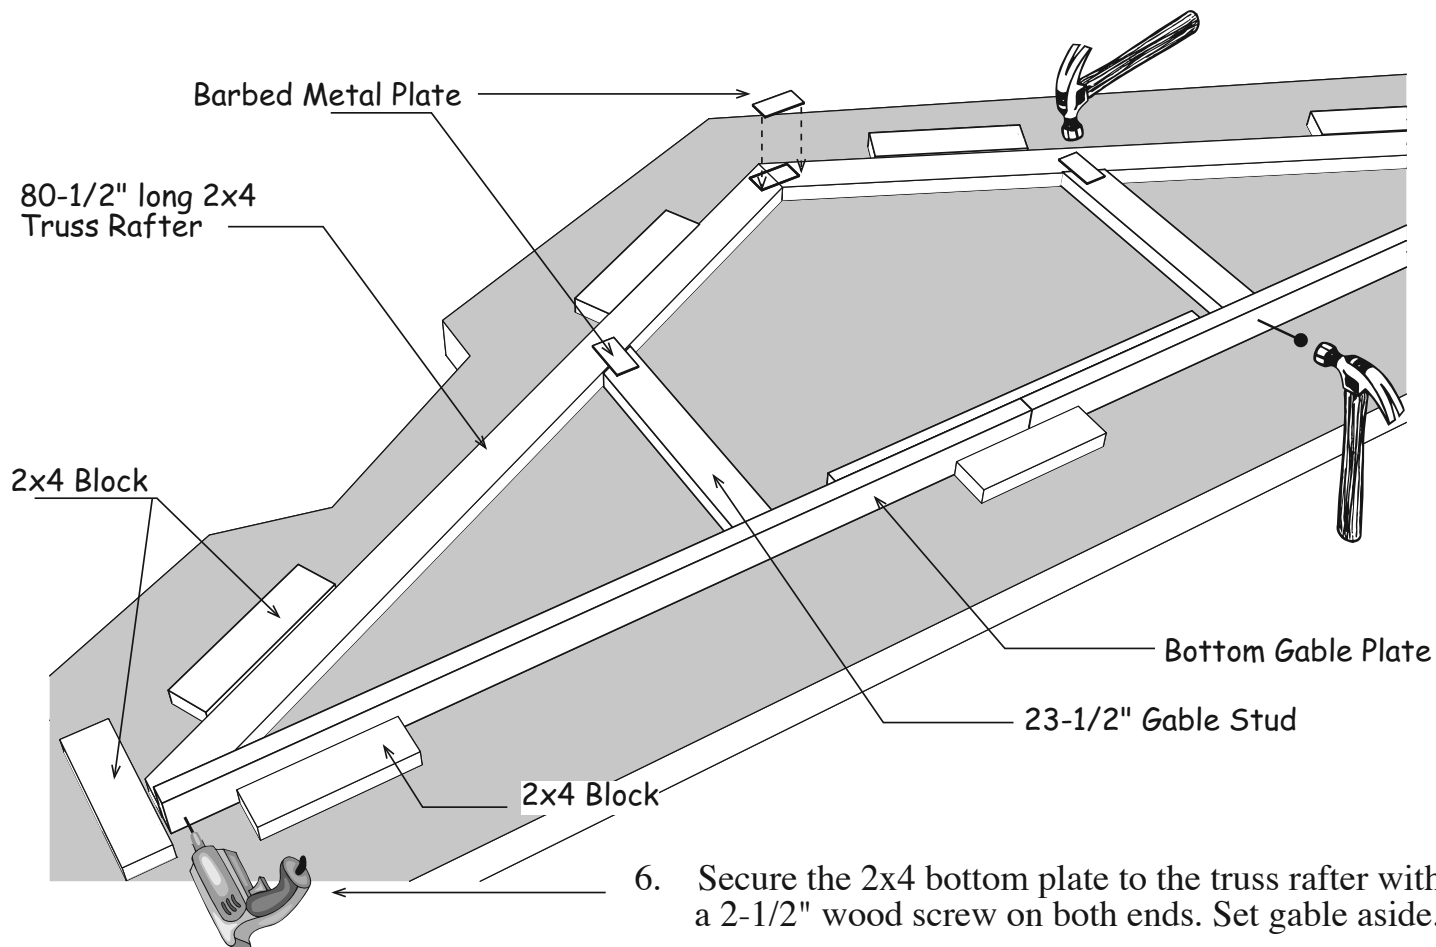 Barbed Metal Plate
80-1/2" long 2x4
Truss Rafter
2x4 Block
Bottom Gable Plate
23-1/2" Gable Stud
2x4 Block
6. Secure the 2x4 bottom plate to the truss rafter with
a 2-1/2" wood screw on both ends. Set gable aside.